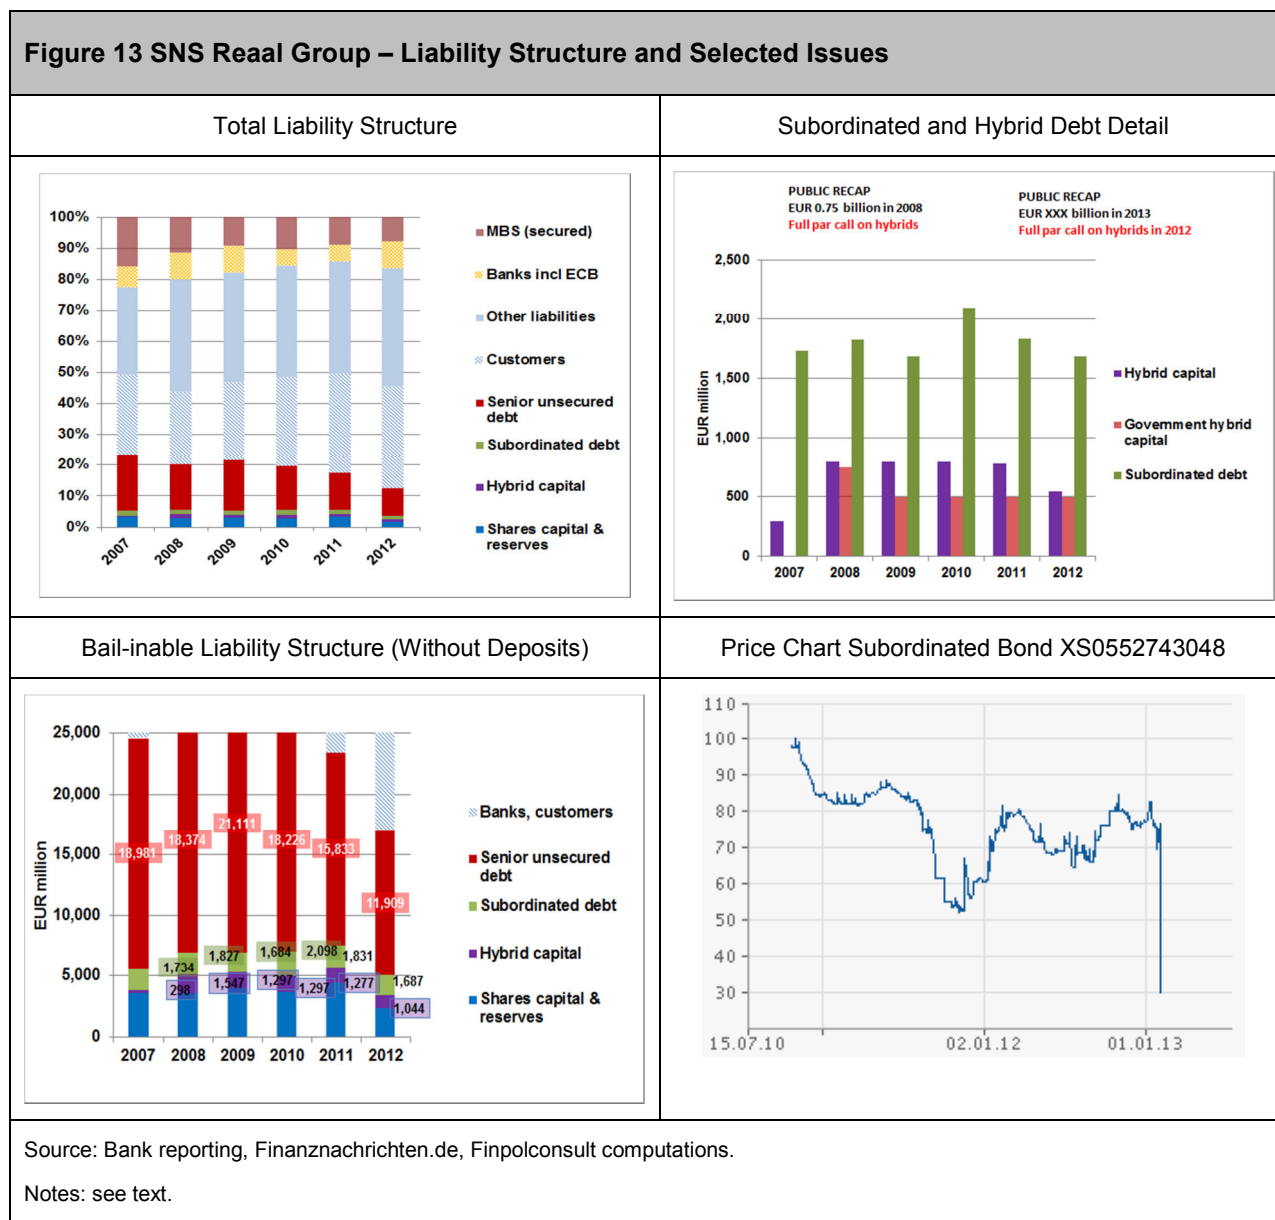 Figure 13 SNS Reaal Group – Liability Structure and Selected Issues
Total Liability Structure
Subordinated and Hybrid Debt Detail
100%
90%
80%
70%
60%
50%
40%
30%
20%
10%
0%
2007
2008
2009
2010
2011
2012
MBS (secured)
Banks incl ECB
Other liabilities
Customers
Senior unsecured
debt
Subordinated debt
Hybrid capital
Shares capital &
reserves
PUBLIC RECAP
EUR 0.75 billion in 2008
Full par call on hybrids
PUBLIC RECAP
EUR XXX billion in 2013
Full par call on hybrids in 2012
EUR million
2,500
2,000
1,500
1,000
500
0
2007
2008
2009
2010
2011
2012
Hybrid capital
Government hybrid
capital
Subordinated debt
Bail-inable Liability Structure (Without Deposits)
Price Chart Subordinated Bond XS0552743048
EUR million
25,000
20,000
15,000
10,000
5,000
0
18,981
18,374
21,111
18,226
15,833
11,909
1,734
1,827
1,684
2,098
1,831
1,687
298
1,547
1,297
1,297
1,277
1,044
2007
2008
2009
2010
2011
2012
Banks, customers
Senior unsecured
debt
Subordinated debt
Hybrid capital
Shares capital &
reserves
110
100
90
80
70
60
50
40
30
15.07.10
02.01.12
01.01.13
Source: Bank reporting, Finanznachrichten.de, Finpolconsult computations.
Notes: see text.